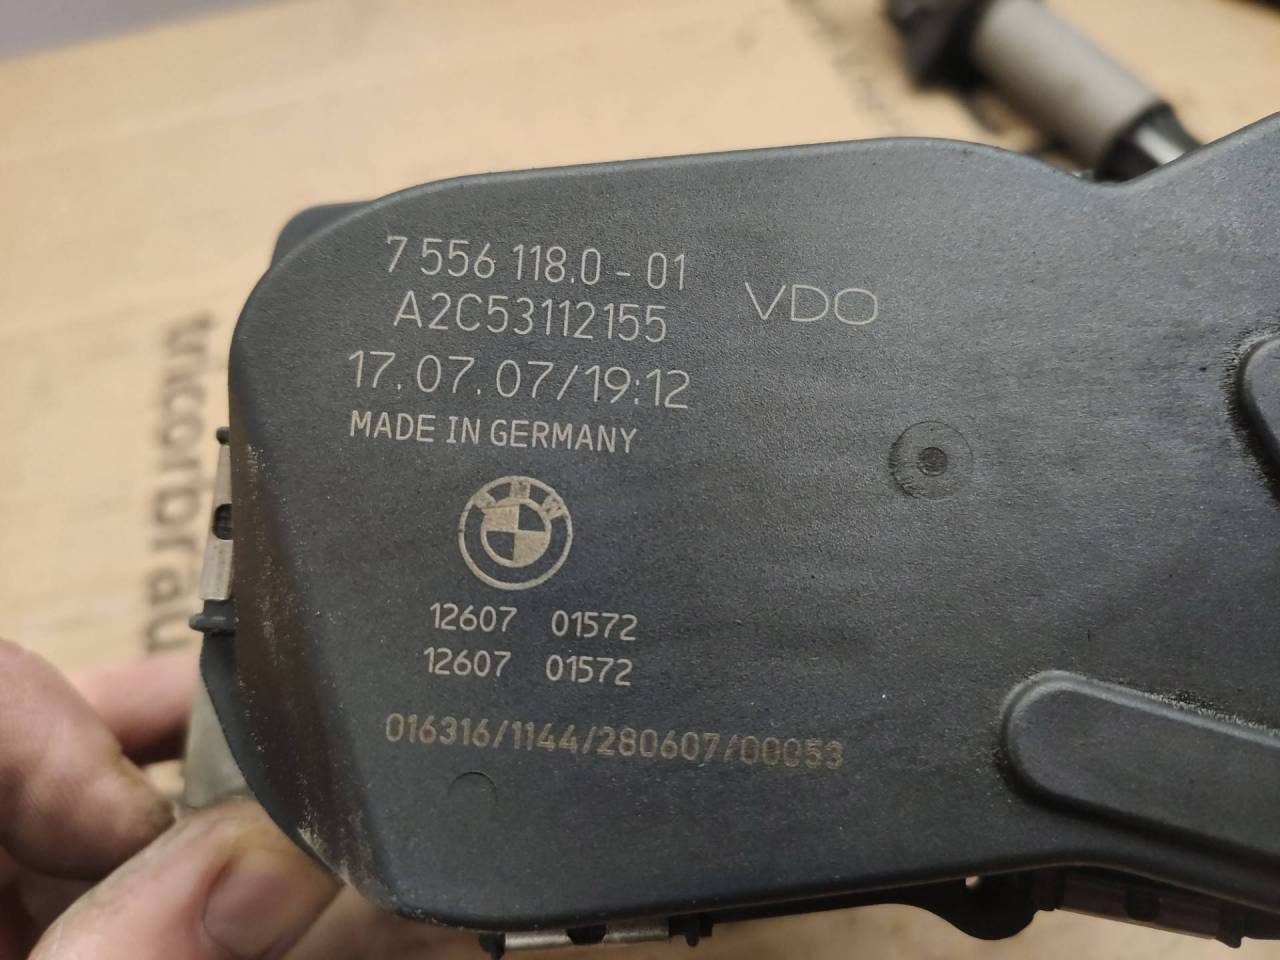 7 556 118.0 - 01
A2C53112155
VDO
17.07.07/19:12
MADE IN GERMANY
BMW
12607 01572
12607 01572
016316/1144/280607/00053